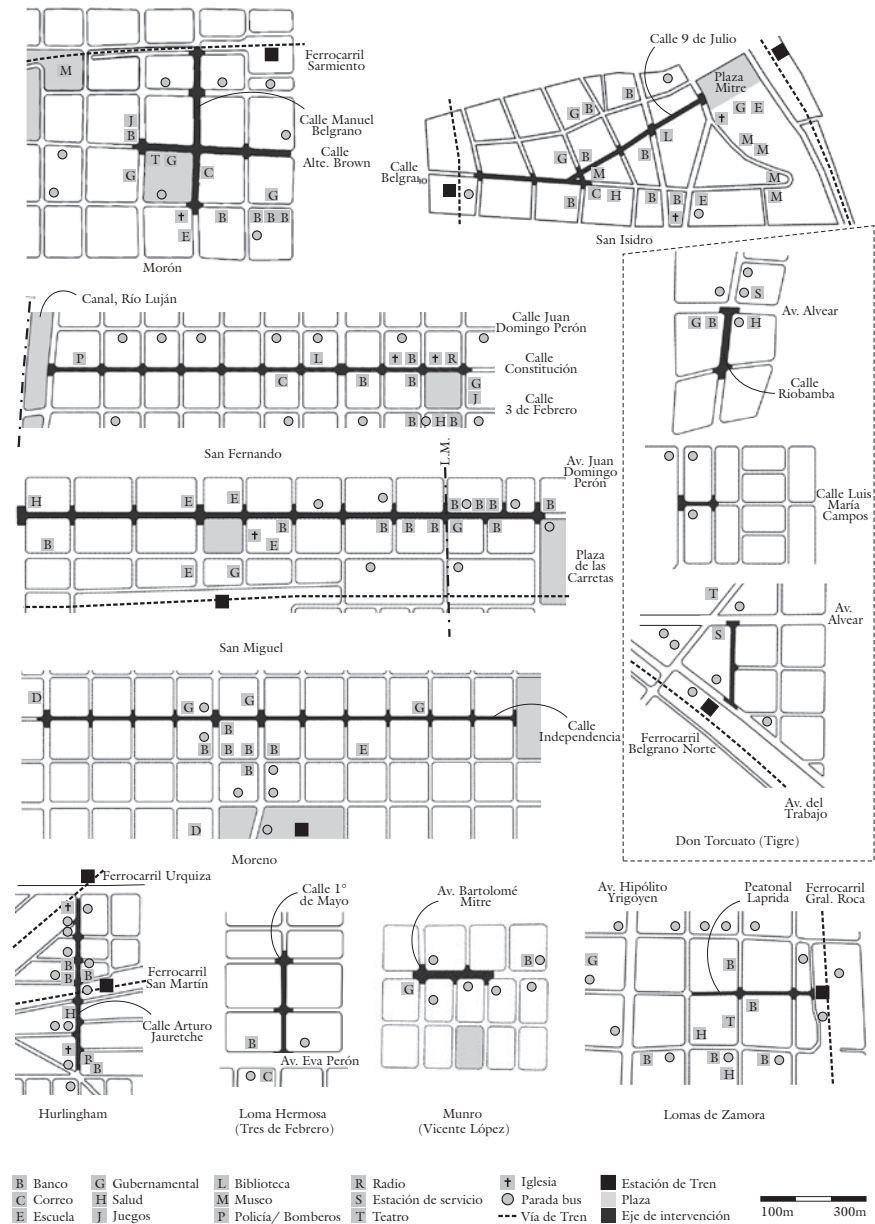 Ferrocarril
Sarmiento
M
J
Calle Manuel
Belgrano
B
Calle
Alte. Brown
T G
G
C
G
B
B B B
E
Morón
Calle 9 de Julio
Plaza
Mitre
B
G B
G E
L
M
B
M
G
B
Calle
Belgrano
M
M
C H
B
B
B
E
M
San Isidro
Canal, Río Luján
Calle Juan
Domingo Perón
P
L
B
R
Calle
Constitución
C
B
B
G
J
Calle
3 de Febrero
B
H B
San Fernando
L.M.
Av. Juan
Domingo
Perón
H
E
E
B
B B
B
B
B
B
B
G
B
B
E
E
G
Plaza
de las
Carretas
San Miguel
D
G
G
G
B
Calle
Independencia
B B B B
E
B
D
Moreno
S
G B
H
Av. Alvear
Calle
Riobamba
Calle Luis
María
Campos
T
S
Av.
Alvear
Ferrocarril
Belgrano Norte
Av. del
Trabajo
Don Torcuato (Tigre)
Ferrocarril Urquiza
B
B
B
Ferrocarril
San Martín
H
Calle Arturo
Jauretche
R
B
Hurlingham
Calle 1°
de Mayo
B
Av. Eva Perón
C
Loma Hermosa
(Tres de Febrero)
Av. Bartolomé
Mitre
B
G
Munro
(Vicente López)
Av. Hipólito
Yrigoyen
Peatonal
Laprida
Ferrocarril
Gral. Roca
G
B
B
T
H
B
B
B
H
Lomas de Zamora
B Banco
C Correo
E Escuela
G Gubernamental
H Salud
J Juegos
L Biblioteca
M Museo
P Policía/ Bomberos
R Radio
S Estación de servicio
T Teatro
Iglesia
Parada bus
Vía de Tren
Estación de Tren
Plaza
Eje de intervención
100m 300m